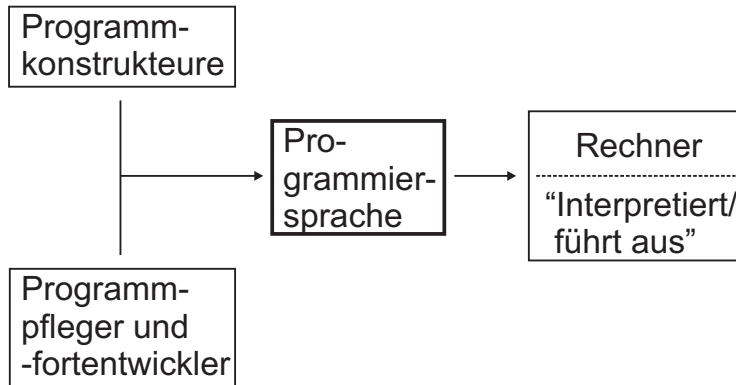 Programm-
konstrukteure
Pro-
grammier-
sprache
Rechner
“Interpretiert/
führt aus”
Programm-
pfleger und
-fortentwickler